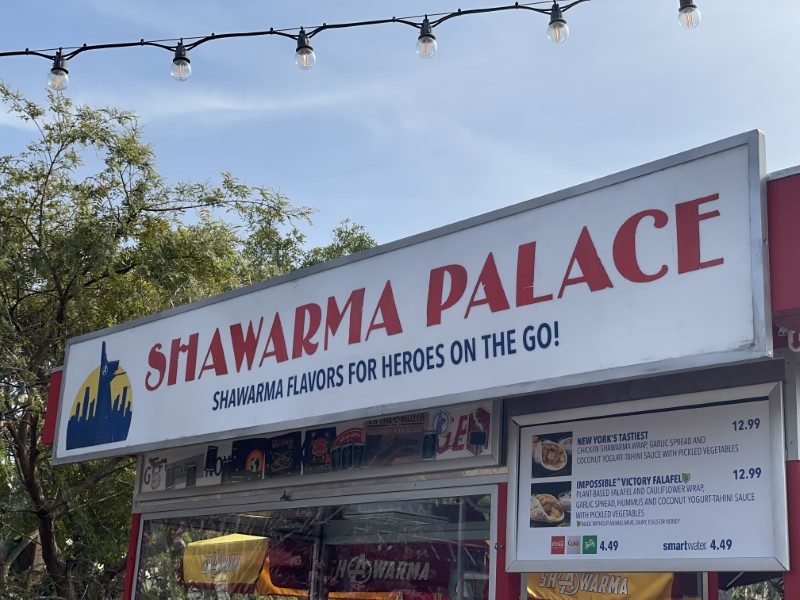 SHAWARMA PALACE
SHAWARMA FLAVORS FOR HEROES ON THE GO!
NEW YORK'S TASTIEST 12.99
CHICKEN SHAWARMA WRAP, GARLIC SPREAD AND
COCONUT YOGURT-TAHINI SAUCE WITH PICKLED VEGETABLES
IMPOSSIBLE™ VICTORY FALAFEL 12.99
PLANT-BASED FALAFEL AND CAULIFLOWER WRAP,
GARLIC SPREAD, HUMMUS AND COCONUT YOGURT-TAHINI SAUCE
WITH PICKLED VEGETABLES
4.49 smartwater 4.49
SHAWARMA
SHAWARMA
SHAWARMA